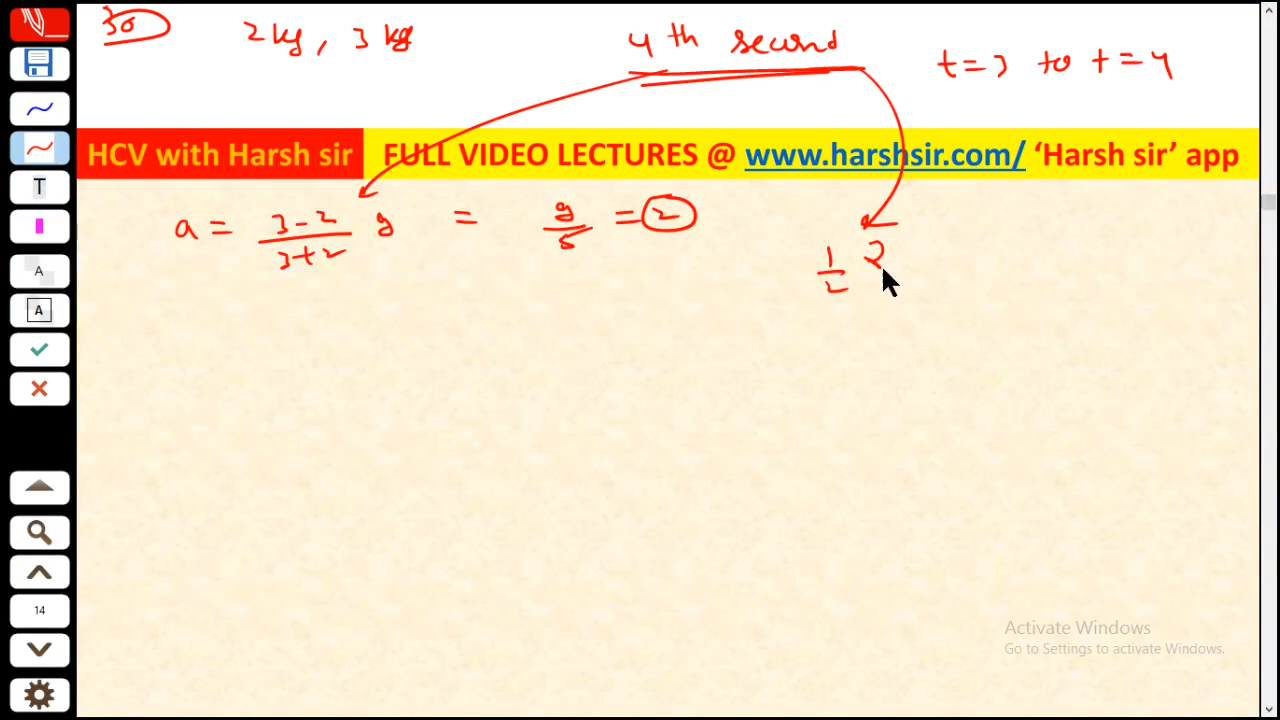 30
2 kg, 3 kg
4th second
t=3 to t=4
HCV with Harsh sir FULL VIDEO LECTURES @ www.harshsir.com/ ‘Harsh sir’ app
a = 3-2/3+2 g = g/5 = 2
1/2 2
T
A
A
14
Activate Windows
Go to Settings to activate Windows.